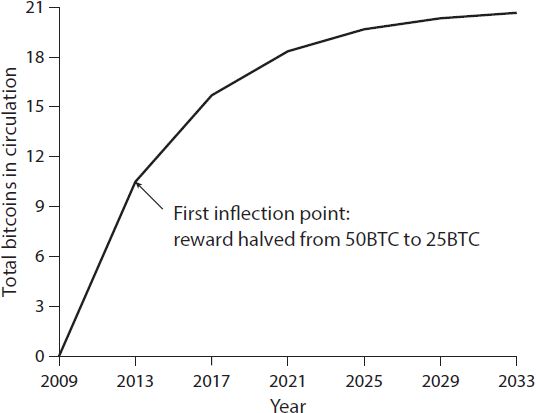 21
18
15
12
9
6
3
0
Total bitcoins in circulation
First inflection point:
reward halved from 50BTC to 25BTC
2009 2013 2017 2021 2025 2029 2033
Year